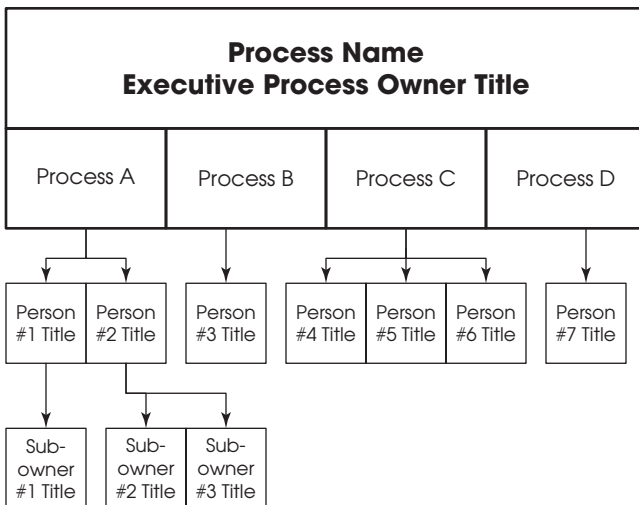 Process Name
Executive Process Owner Title
Process A
Process B
Process C
Process D
Person
#1 Title
Person
#2 Title
Person
#3 Title
Person
#4 Title
Person
#5 Title
Person
#6 Title
Person
#7 Title
Sub-
owner
#1 Title
Sub-
owner
#2 Title
Sub-
owner
#3 Title